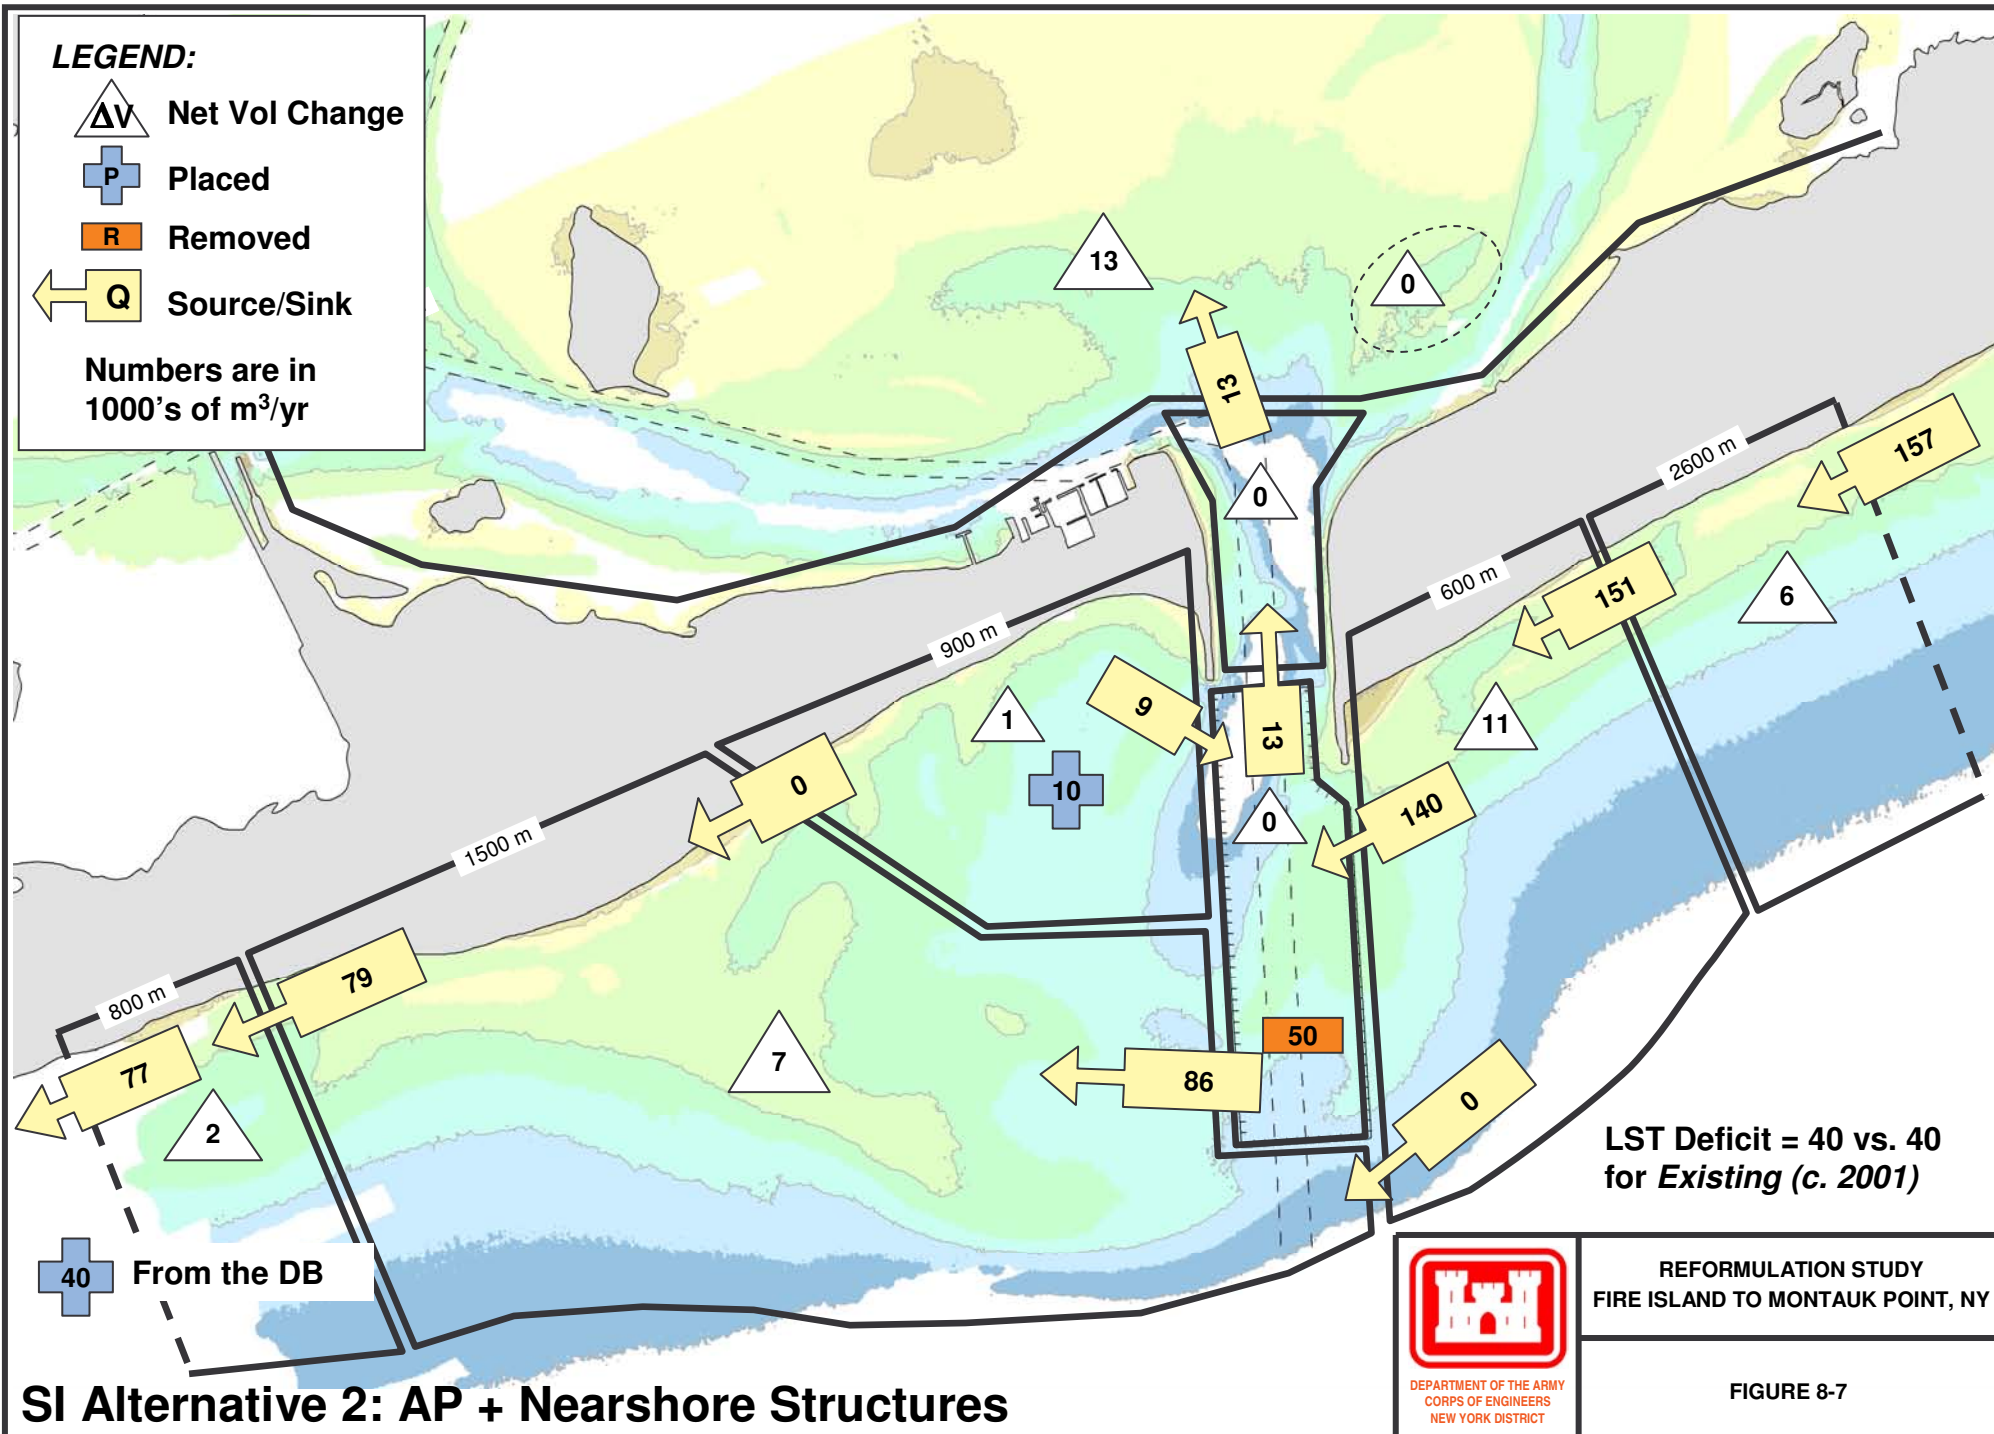 LEGEND:
ΔV Net Vol Change
P Placed
R Removed
Q Source/Sink
Numbers are in
1000's of m³/yr
13
0
13
157
2600 m
0
151
600 m
6
900 m
9
1
13
11
10
0
140
0
1500 m
79
800 m
50
7
86
77
0
2
LST Deficit = 40 vs. 40
for Existing (c. 2001)
40 From the DB
REFORMULATION STUDY
FIRE ISLAND TO MONTAUK POINT, NY
DEPARTMENT OF THE ARMY
CORPS OF ENGINEERS
NEW YORK DISTRICT
FIGURE 8-7
SI Alternative 2: AP + Nearshore Structures